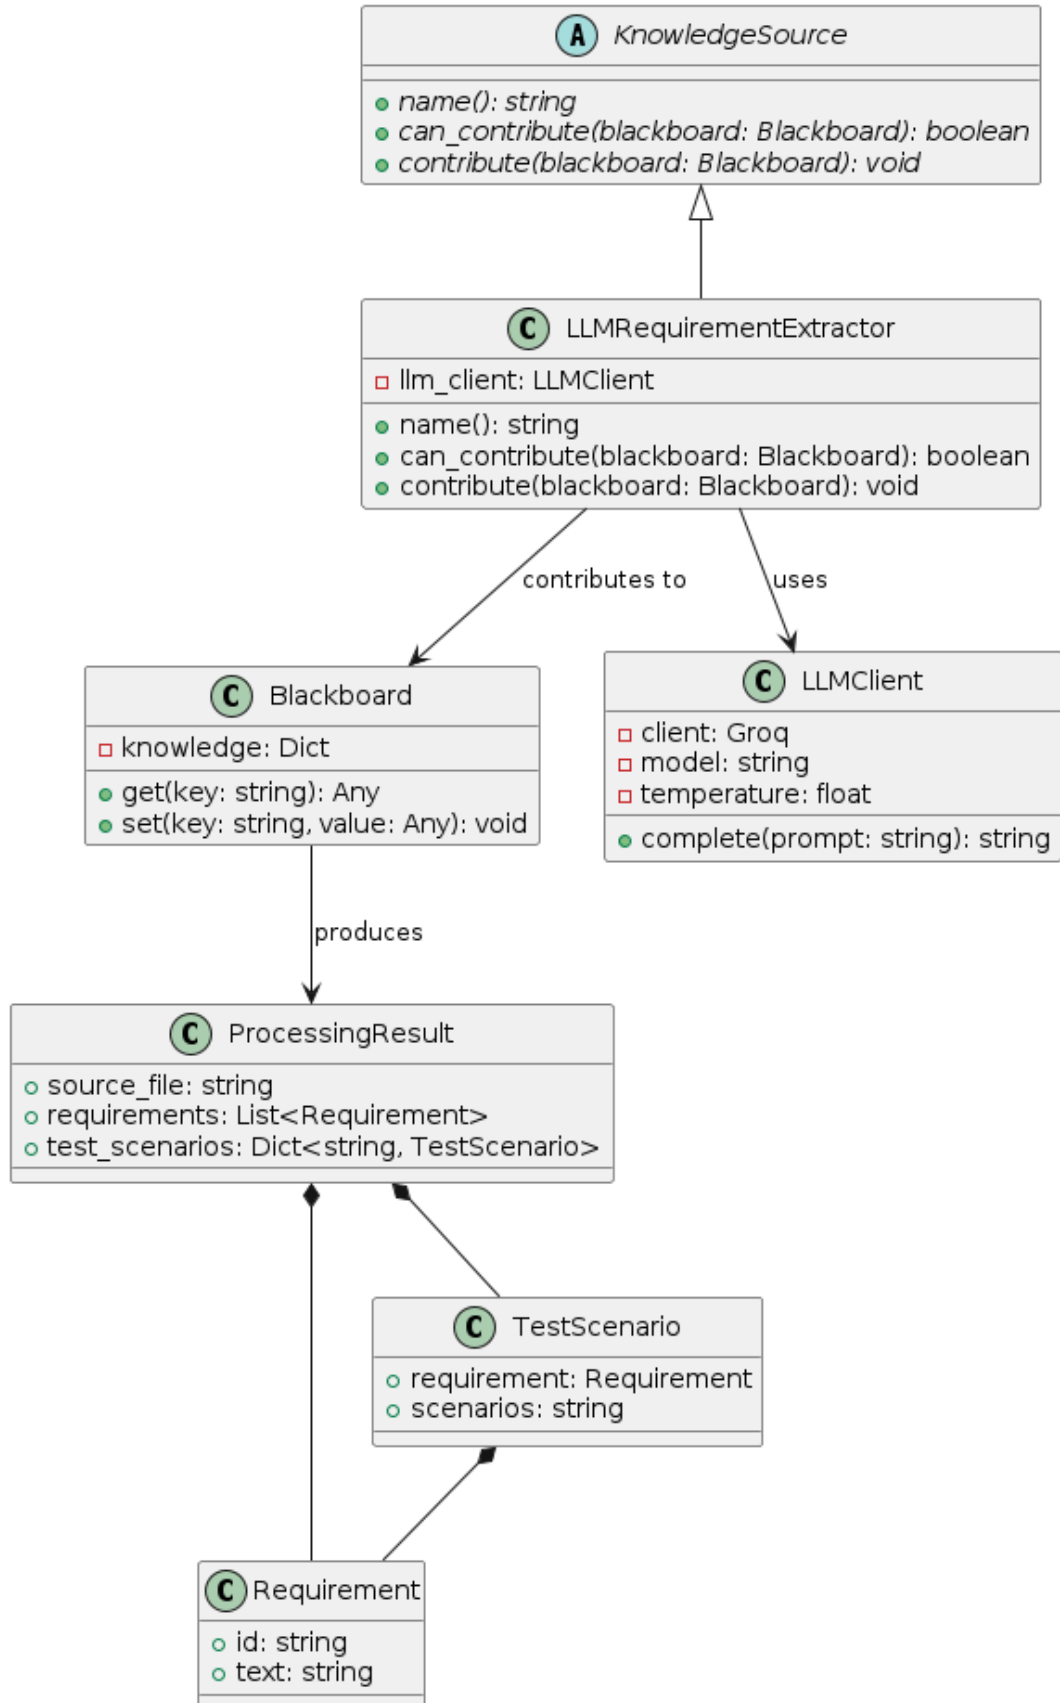 A KnowledgeSource
name(): string
can_contribute(blackboard: Blackboard): boolean
contribute(blackboard: Blackboard): void
C LLMRequirementExtractor
llm_client: LLMClient
name(): string
can_contribute(blackboard: Blackboard): boolean
contribute(blackboard: Blackboard): void
contributes to
uses
C Blackboard
knowledge: Dict
get(key: string): Any
set(key: string, value: Any): void
C LLMClient
client: Groq
model: string
temperature: float
complete(prompt: string): string
produces
C ProcessingResult
source_file: string
requirements: List<Requirement>
test_scenarios: Dict<string, TestScenario>
C TestScenario
requirement: Requirement
scenarios: string
C Requirement
id: string
text: string